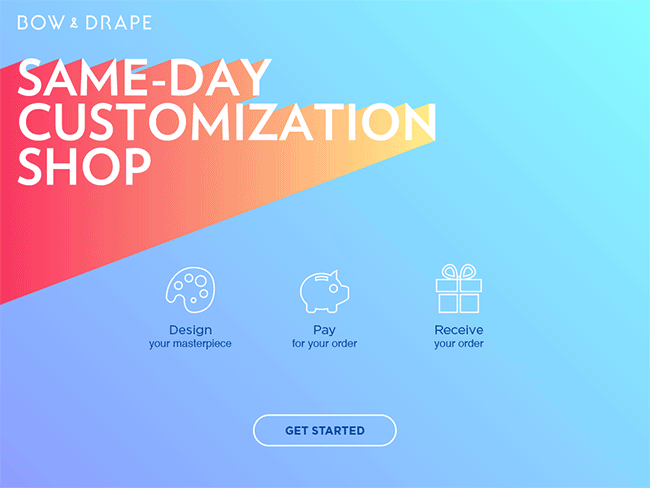 BOW & DRAPE
SAME-DAY
CUSTOMIZATION
SHOP
Design
your masterpiece
Pay
for your order
Receive
your order
GET STARTED